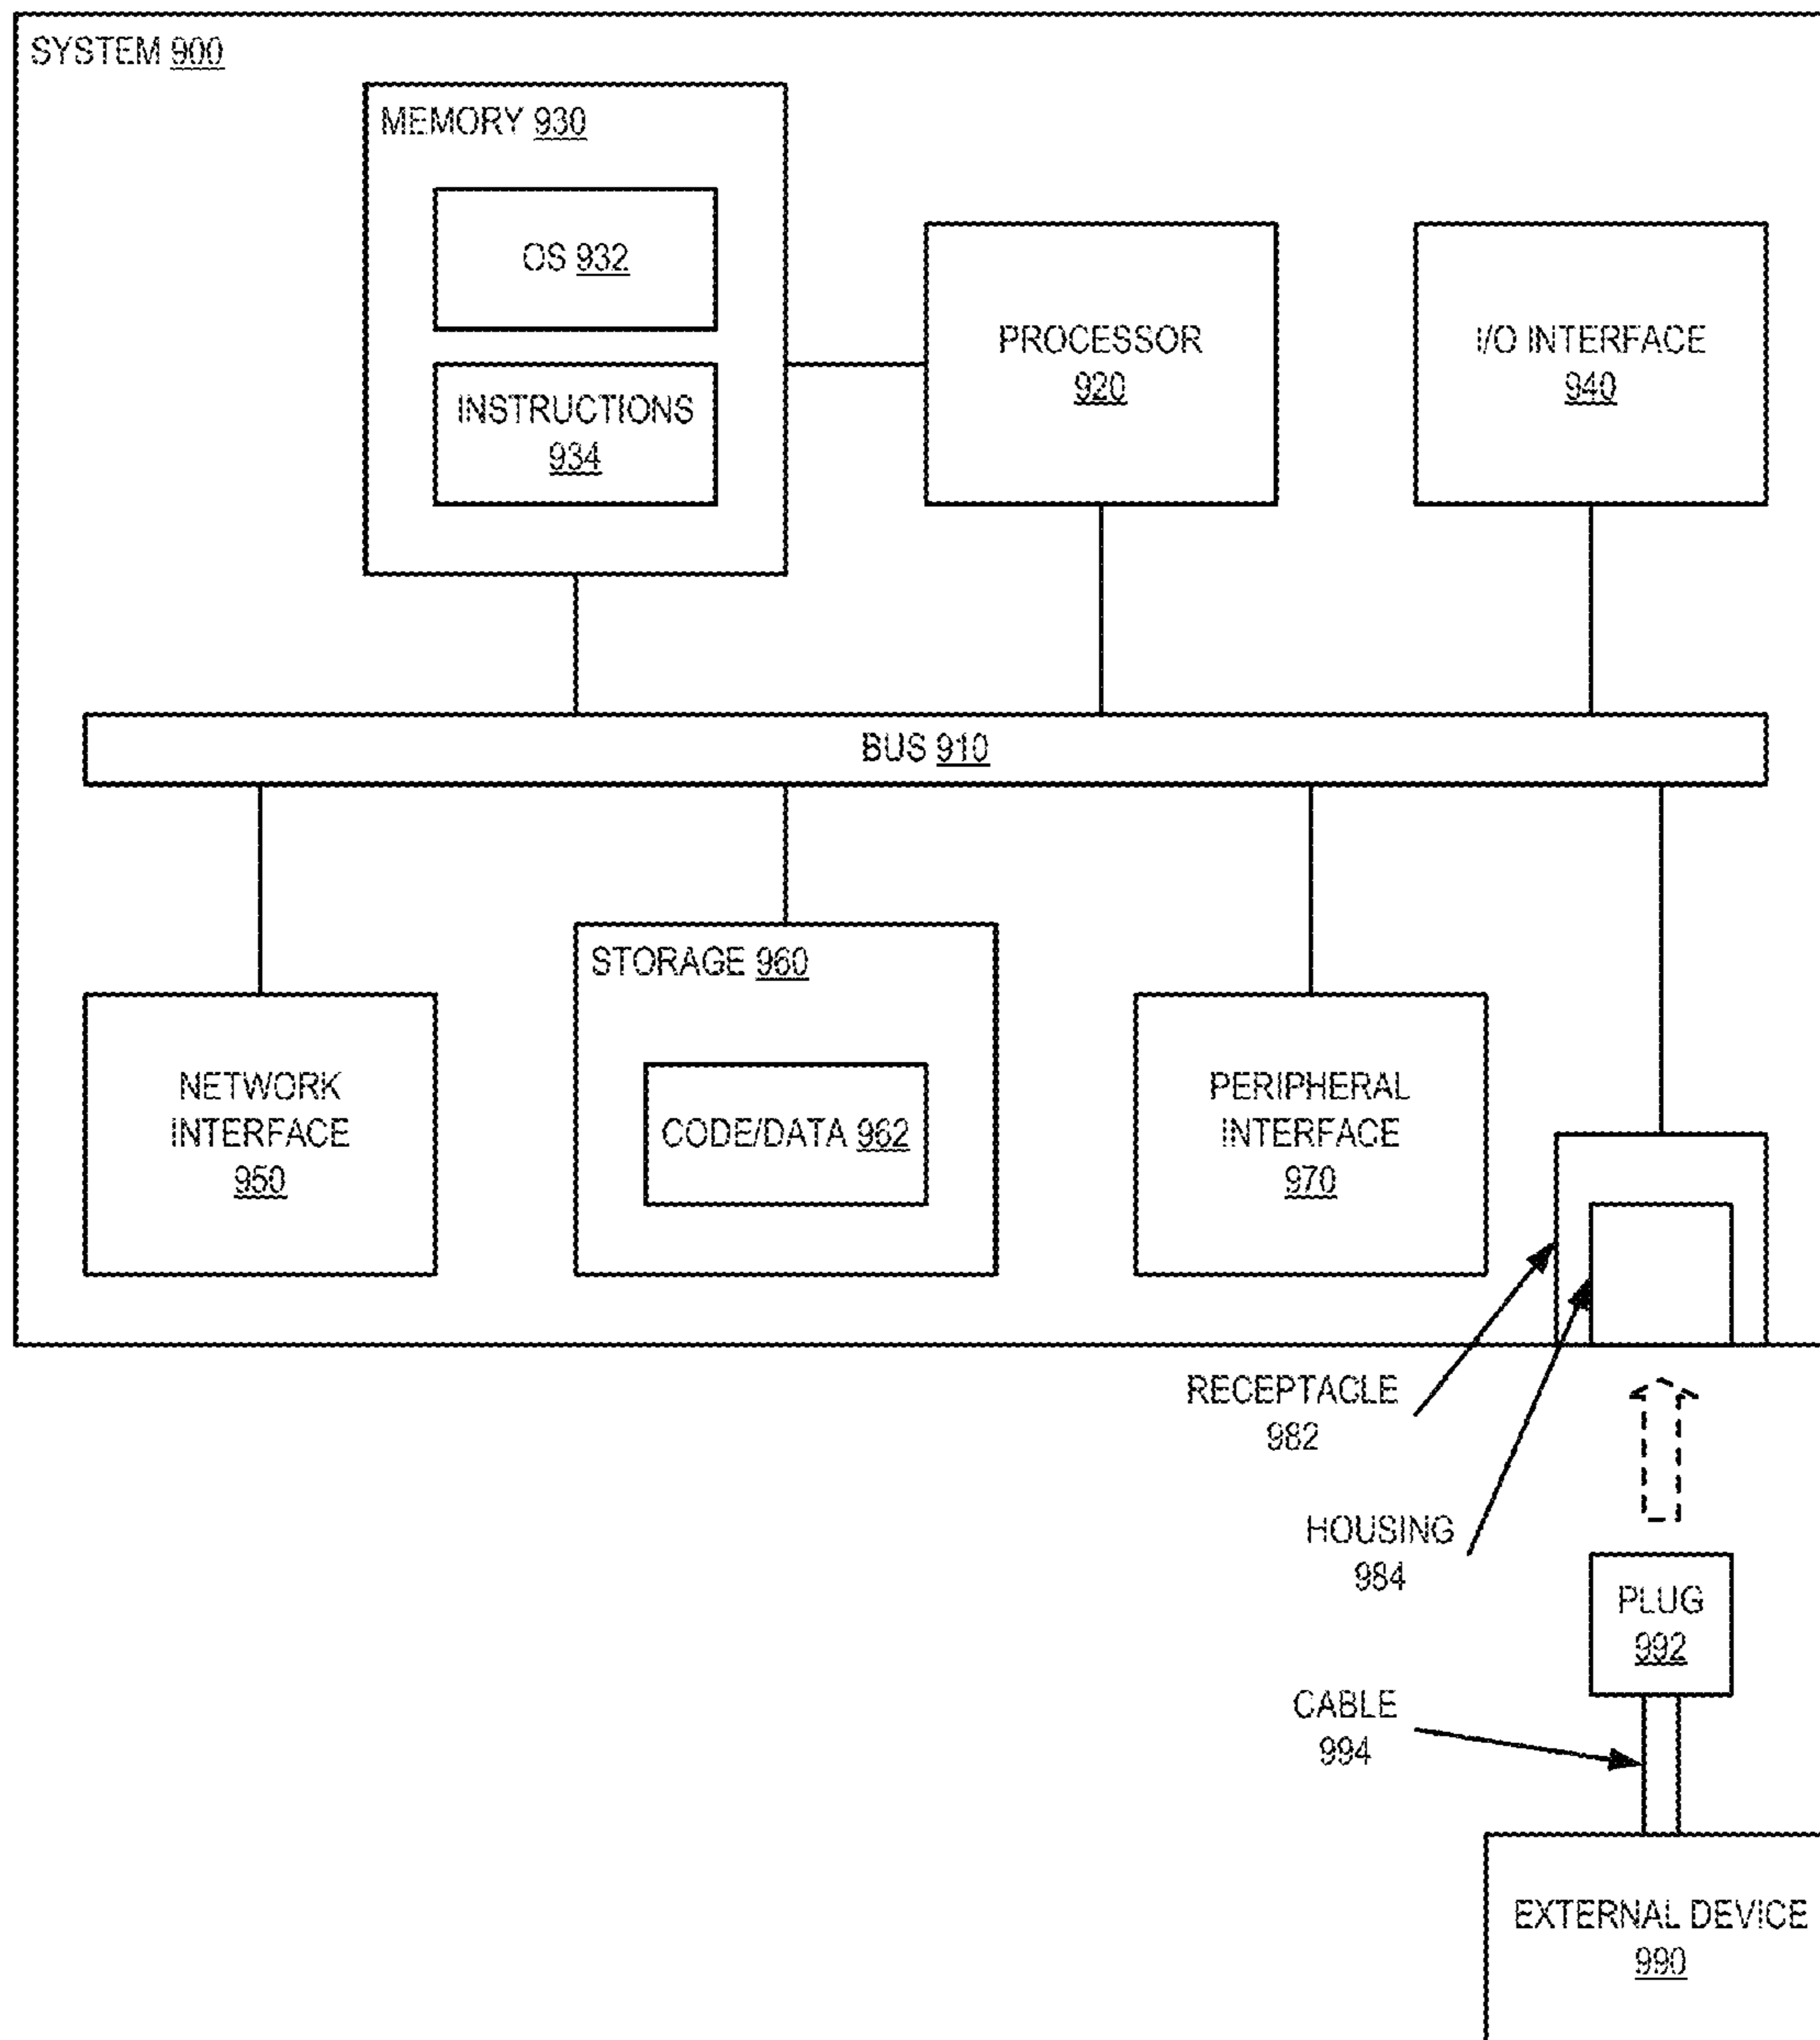 SYSTEM 900
MEMORY 930
OS 932
INSTRUCTIONS
934
PROCESSOR
920
I/O INTERFACE
940
BUS 910
NETWORK
INTERFACE
950
STORAGE 960
CODE/DATA 962
PERIPHERAL
INTERFACE
970
RECEPTACLE
982
HOUSING
984
PLUG
992
CABLE
994
EXTERNAL DEVICE
990